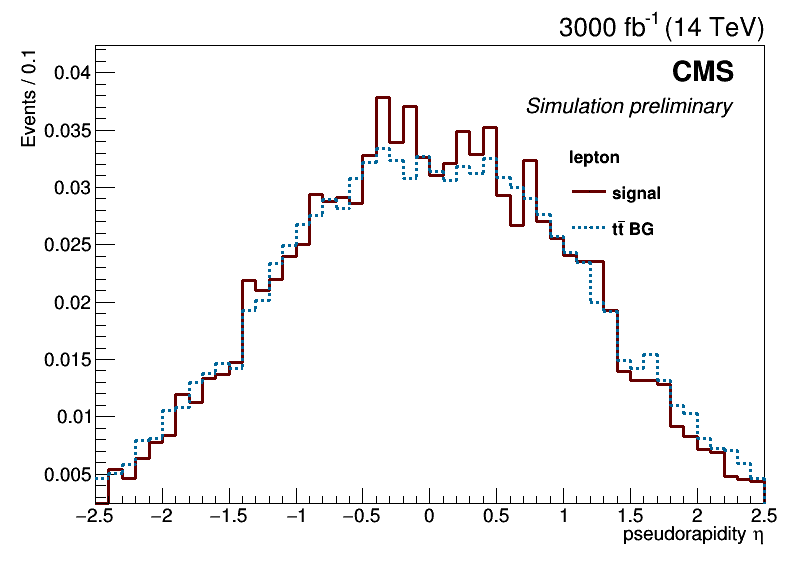 3000 fb-1 (14 TeV)
Events / 0.1
CMS
Simulation preliminary
lepton
signal
tt̄ BG
0.04
0.035
0.03
0.025
0.02
0.015
0.01
0.005
−2.5 −2 −1.5 −1 −0.5 0 0.5 1 1.5 2 2.5
pseudorapidity η